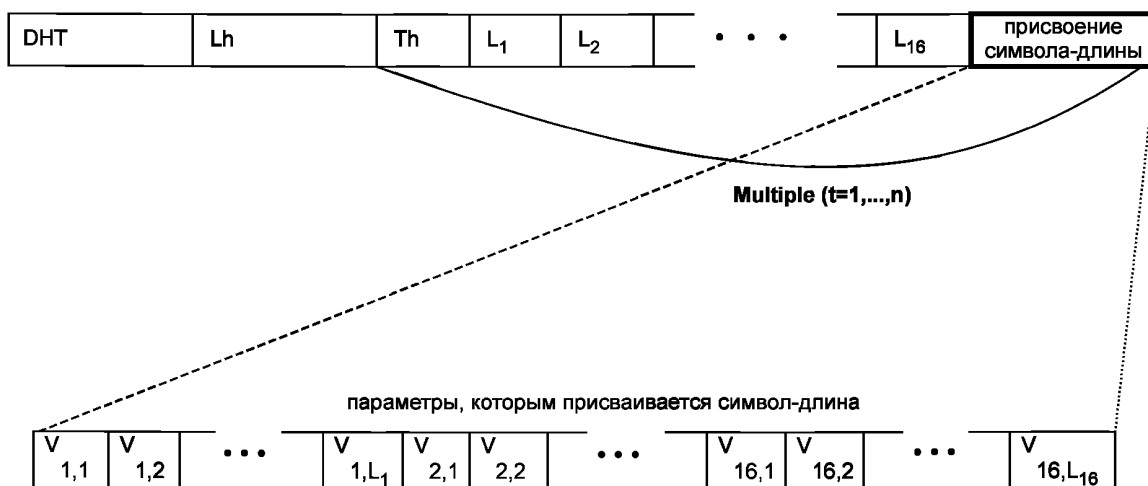 DHT Lh Th L1 L2 • • • L16 присвоение
символа-длины
Multiple (t=1,...,n)
параметры, которым присваивается символ-длина
V V • • • V V V • • • V V • • • V
1,1 1,2 1,L1 2,1 2,2 16,1 16,2 16,L16